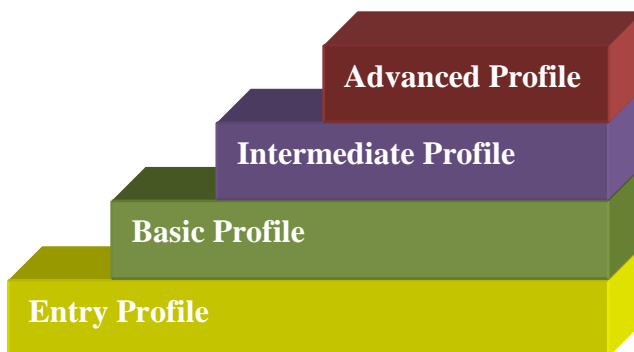 Advanced Profile
Intermediate Profile
Basic Profile
Entry Profile